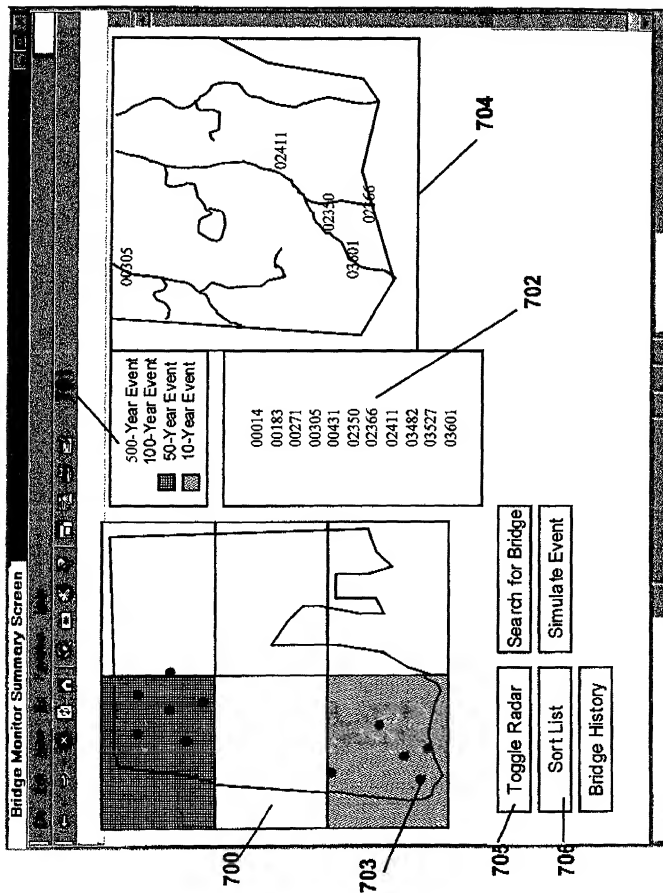 Bridge Monitor Summary Screen
500-Year Event
100-Year Event
50-Year Event
10-Year Event
00014
00183
00271
00305
00431
02350
02366
02411
03482
03527
03601
00305
02411
02350
03601
Toggle Radar
Search for Bridge
Sort List
Simulate Event
Bridge History
700
702
703
704
705
706